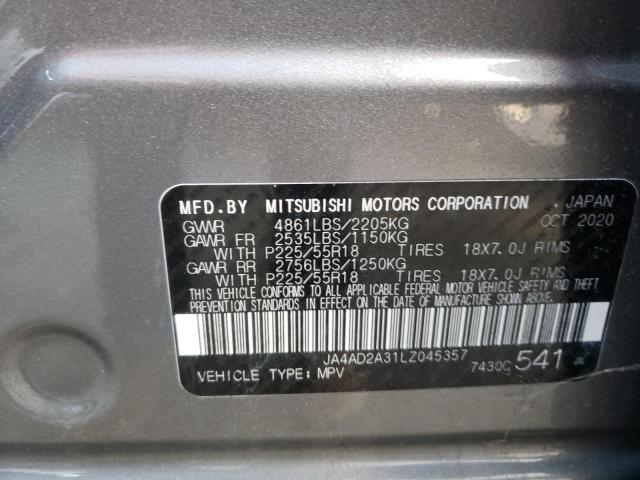 MFD.BY MITSUBISHI MOTORS CORPORATION . JAPAN
GVWR 4861LBS/2205KG OCT 2020
GAWR FR 2535LBS/1150KG
WITH P225/55R18 TIRES 18X7.0J RIMS
GAWR RR 2756LBS/1250KG
WITH P225/55R18 TIRES 18X7.0J RIMS
THIS VEHICLE CONFORMS TO ALL APPLICABLE FEDERAL MOTOR VEHICLE SAFETY AND THEFT
PREVENTION STANDARDS IN EFFECT ON THE DATE OF MANUFACTURE SHOWN ABOVE.
* *
JA4AD2A31LZ045357
VEHICLE TYPE: MPV 7430C 541